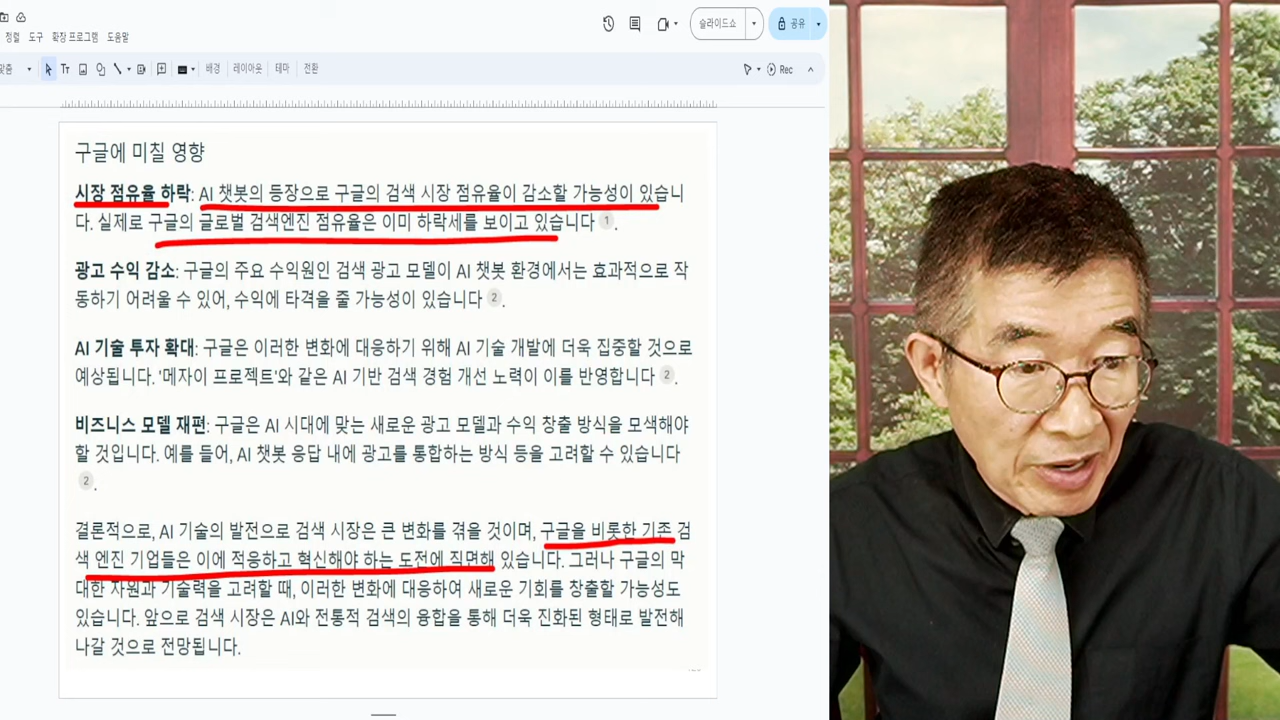 정렬 도구 확장 프로그램 도움말
슬라이드쇼
공유
맞춤
Tr
배경 레이아웃 테마 전환
Rec
구글에 미칠 영향
시장 점유율 하락: AI 챗봇의 등장으로 구글의 검색 시장 점유율이 감소할 가능성이 있습니
다. 실제로 구글의 글로벌 검색엔진 점유율은 이미 하락세를 보이고 있습니다 1 .
광고 수익 감소: 구글의 주요 수익원인 검색 광고 모델이 AI 챗봇 환경에서는 효과적으로 작
동하기 어려울 수 있어, 수익에 타격을 줄 가능성이 있습니다 2 .
AI 기술 투자 확대: 구글은 이러한 변화에 대응하기 위해 AI 기술 개발에 더욱 집중할 것으로
예상됩니다. '메자이 프로젝트'와 같은 AI 기반 검색 경험 개선 노력이 이를 반영합니다 2 .
비즈니스 모델 재편: 구글은 AI 시대에 맞는 새로운 광고 모델과 수익 창출 방식을 모색해야
할 것입니다. 예를 들어, AI 챗봇 응답 내에 광고를 통합하는 방식 등을 고려할 수 있습니다
2 .
결론적으로, AI 기술의 발전으로 검색 시장은 큰 변화를 겪을 것이며, 구글을 비롯한 기존 검
색 엔진 기업들은 이에 적응하고 혁신해야 하는 도전에 직면해 있습니다. 그러나 구글의 막
대한 자원과 기술력을 고려할 때, 이러한 변화에 대응하여 새로운 기회를 창출할 가능성도
있습니다. 앞으로 검색 시장은 AI와 전통적 검색의 융합을 통해 더욱 진화된 형태로 발전해
나갈 것으로 전망됩니다.